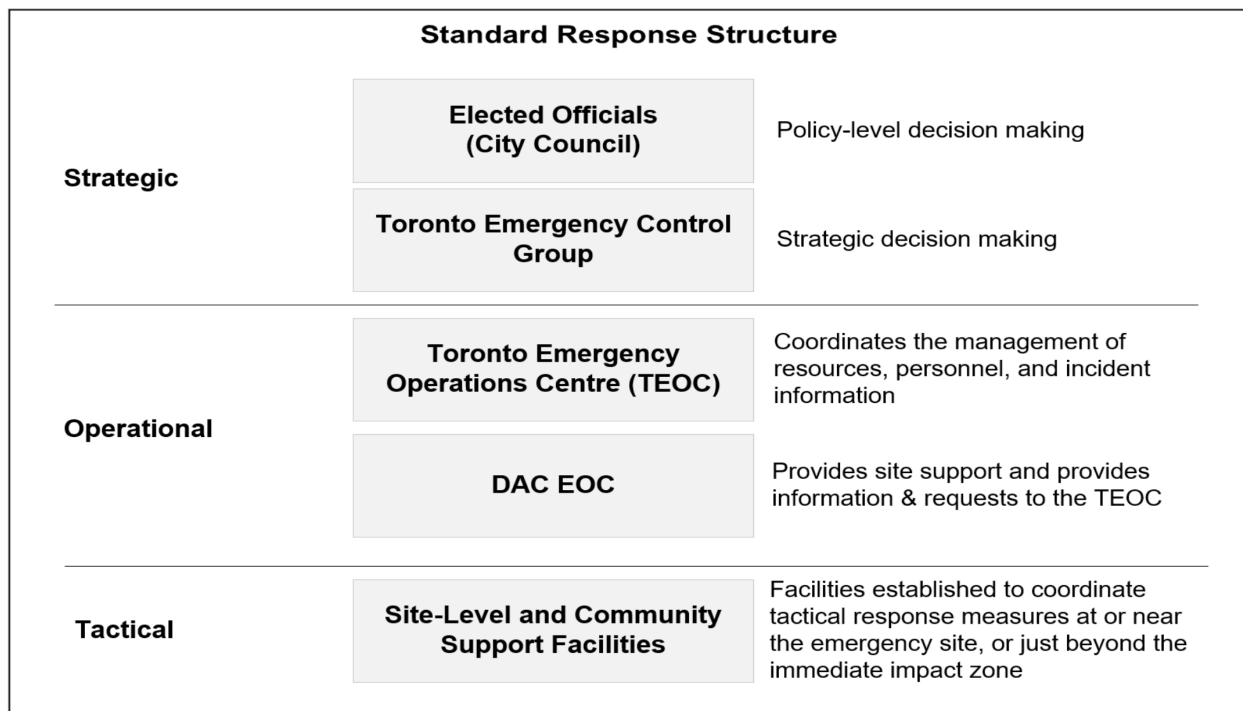 Standard Response Structure
Strategic
Elected Officials
(City Council)
Policy-level decision making
Toronto Emergency Control
Group
Strategic decision making
Operational
Toronto Emergency
Operations Centre (TEOC)
Coordinates the management of
resources, personnel, and incident
information
DAC EOC
Provides site support and provides
information & requests to the TEOC
Tactical
Site-Level and Community
Support Facilities
Facilities established to coordinate
tactical response measures at or near
the emergency site, or just beyond the
immediate impact zone